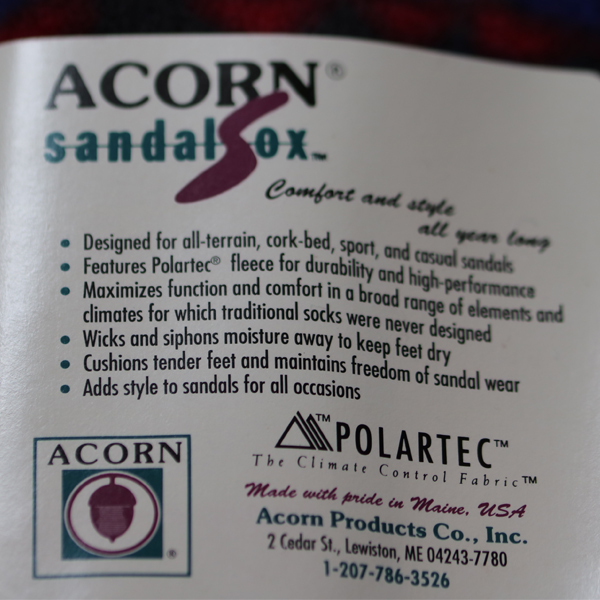 ACORN®
sandalSox™
Comfort and style
all year long
• Designed for all-terrain, cork-bed, sport, and casual sandals
• Features Polartec® fleece for durability and high-performance
• Maximizes function and comfort in a broad range of elements and
climates for which traditional socks were never designed
• Wicks and siphons moisture away to keep feet dry
• Cushions tender feet and maintains freedom of sandal wear
• Adds style to sandals for all occasions
ACORN
®
™POLARTEC™
The Climate Control Fabric™
Made with pride in Maine, USA
Acorn Products Co., Inc.
2 Cedar St., Lewiston, ME 04243-7780
1-207-786-3526